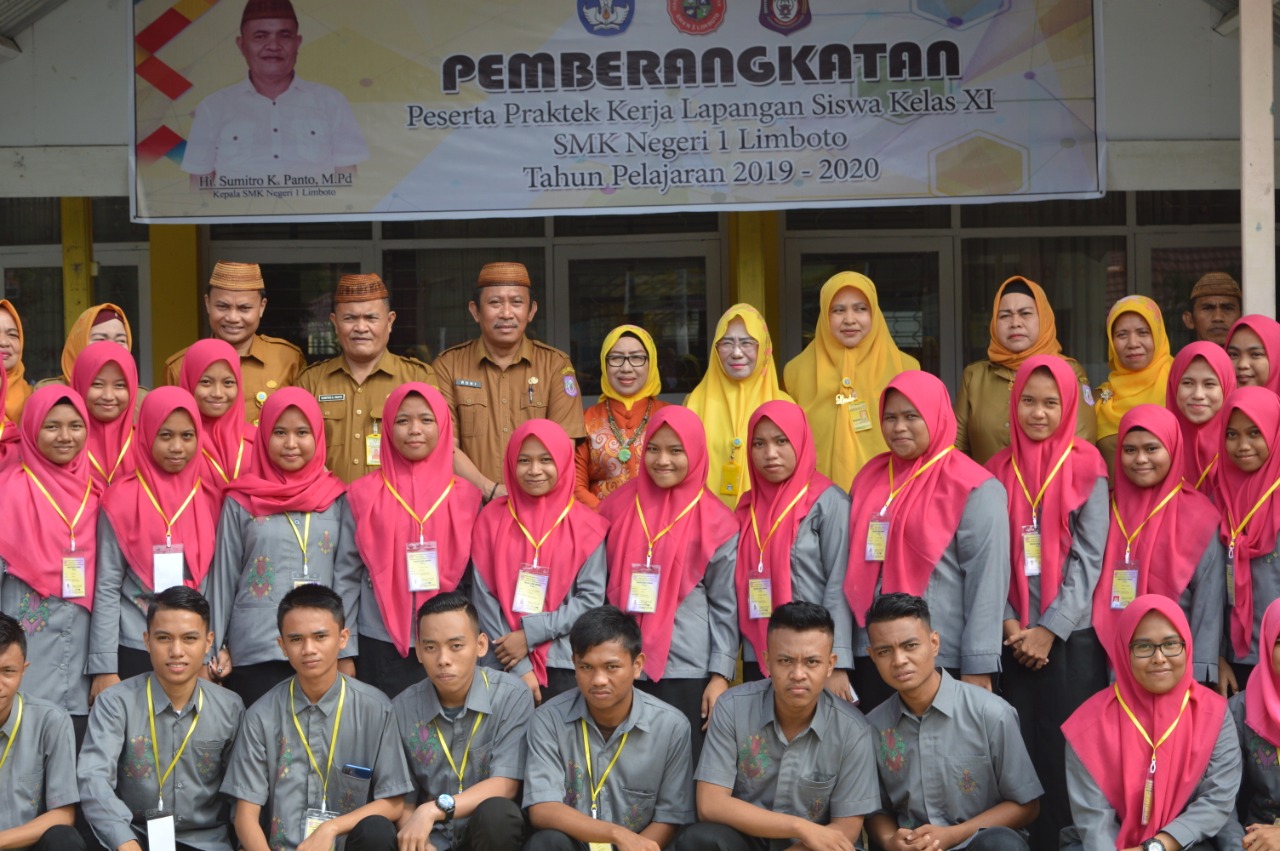 PEMBERANGKATAN
Peserta Praktek Kerja Lapangan Siswa Kelas XI
SMK Negeri 1 Limboto
Tahun Pelajaran 2019 - 2020
Hi. Sumitro K. Panto, M.Pd
Kepala SMK Negeri 1 Limboto